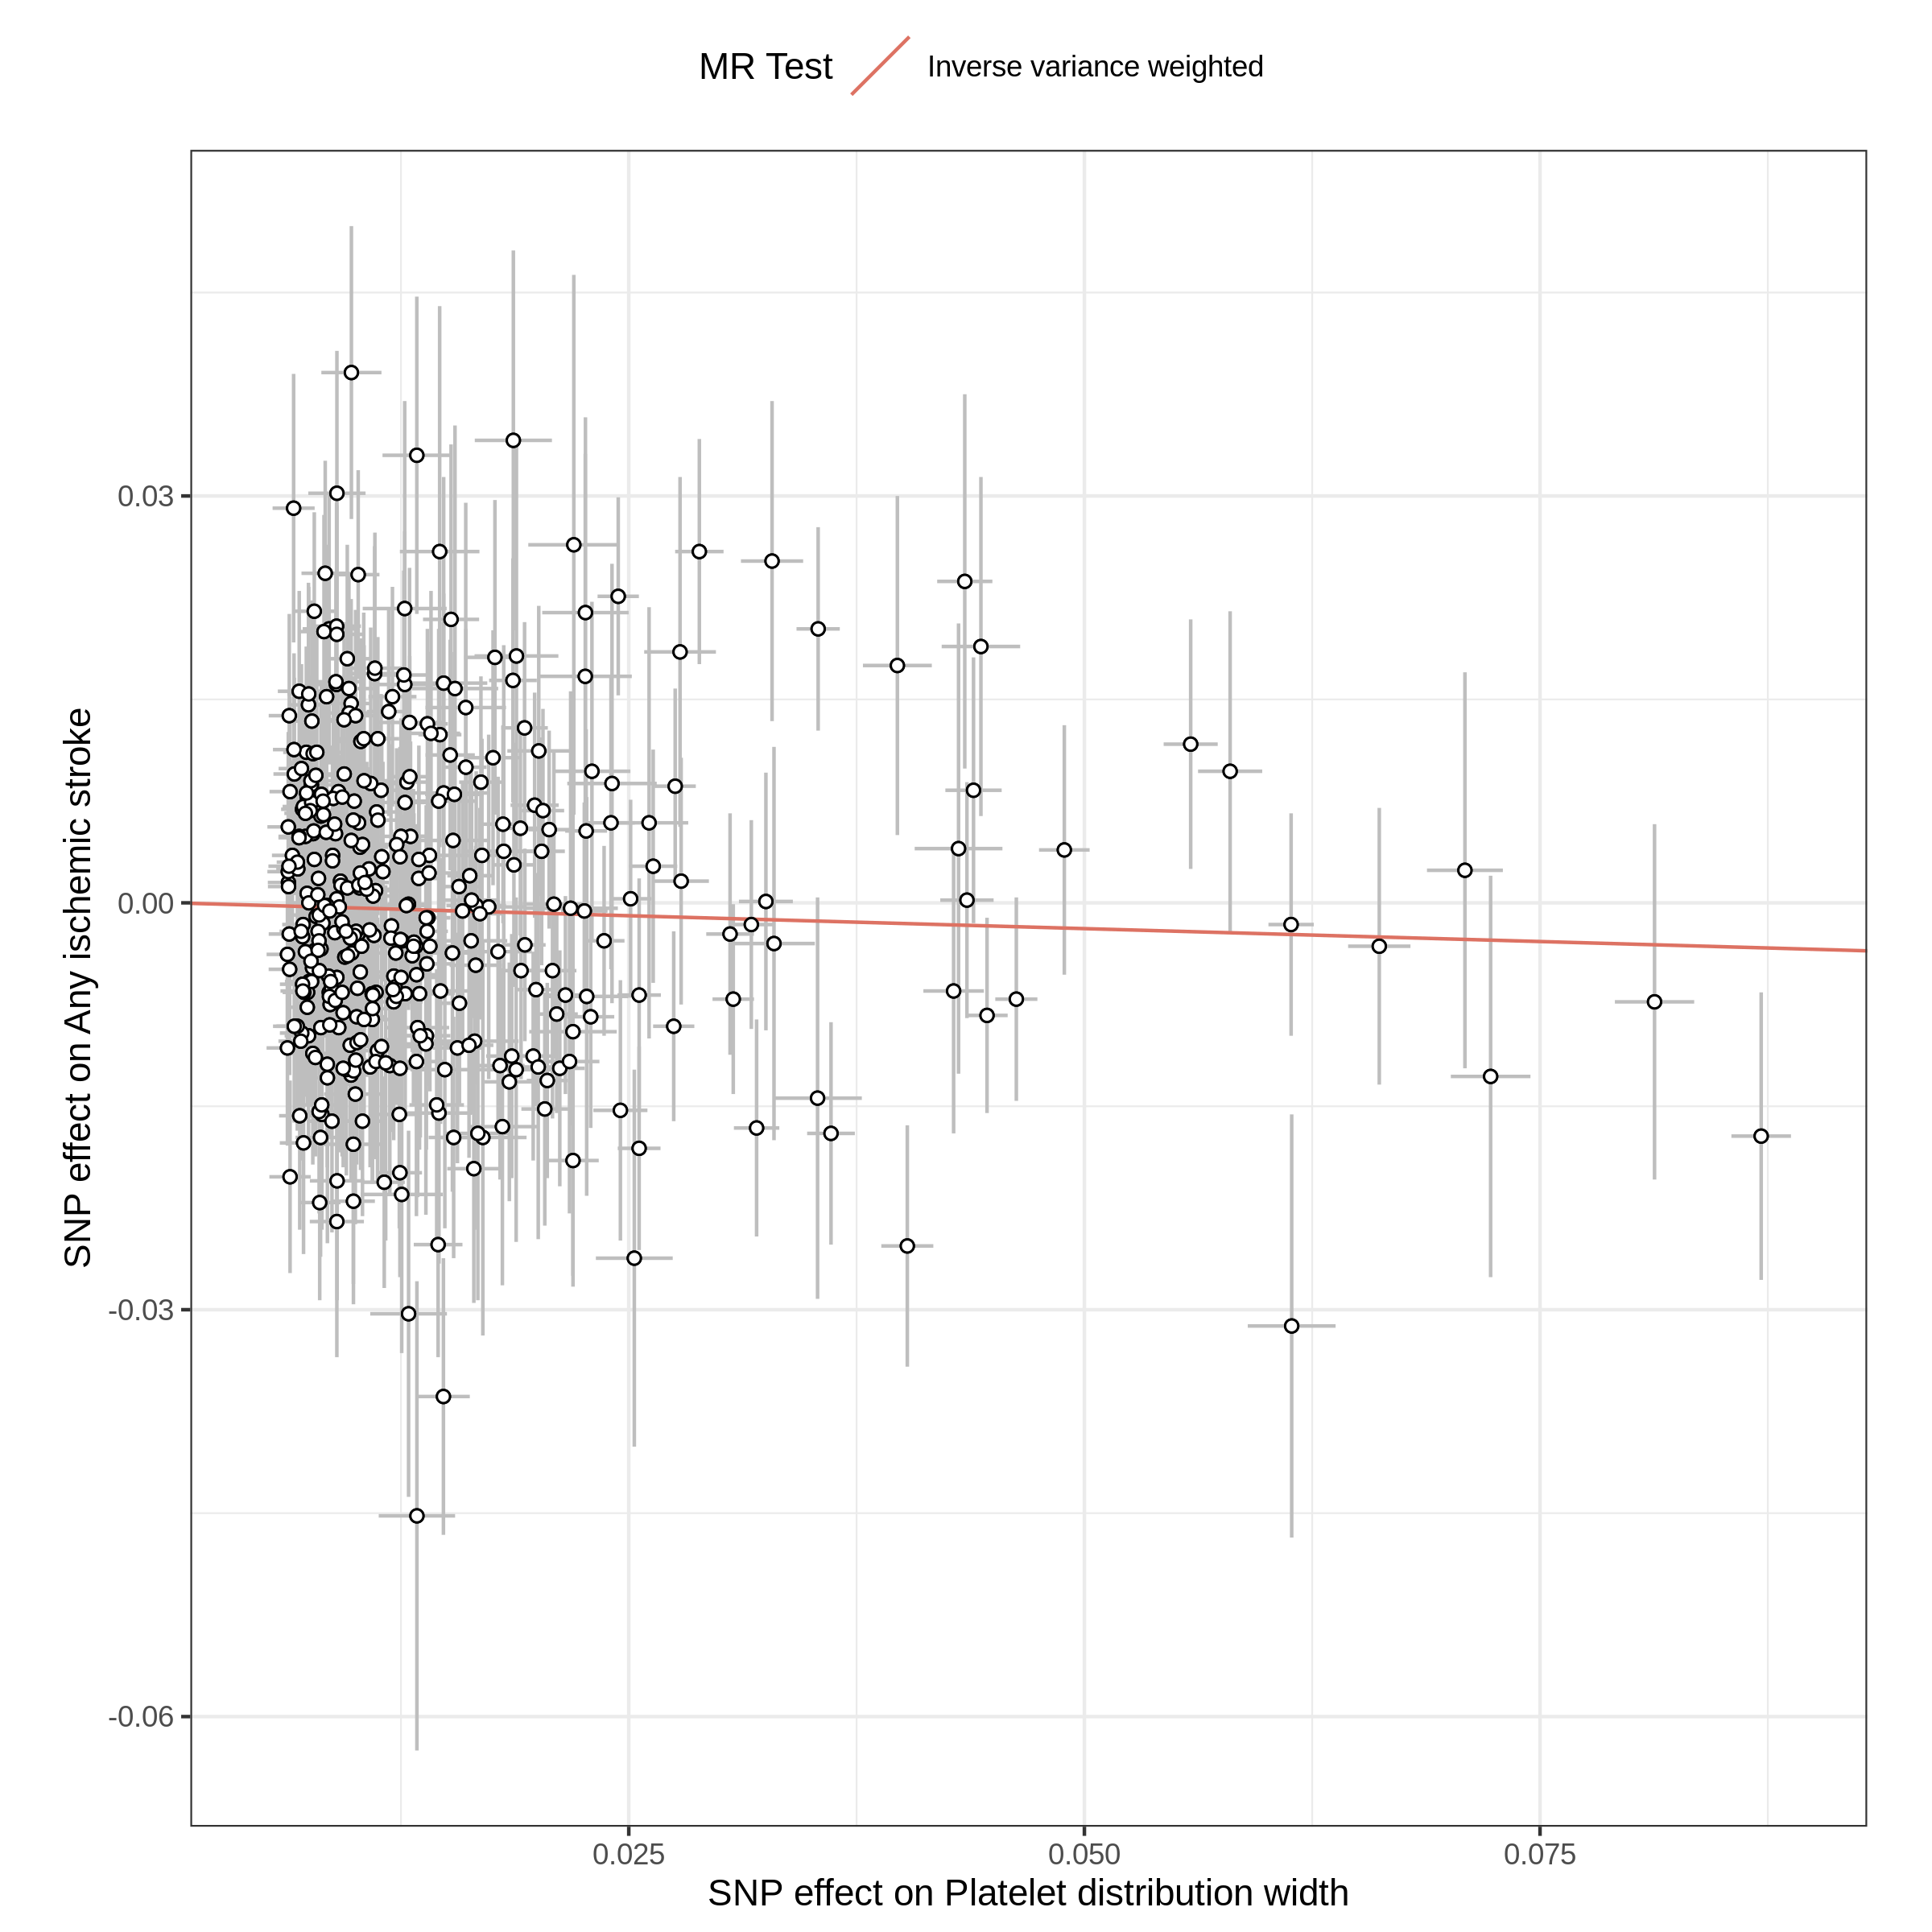 MR Test
Inverse variance weighted
SNP effect on Any ischemic stroke
0.03
0.00
-0.03
-0.06
0.025
0.050
0.075
SNP effect on Platelet distribution width